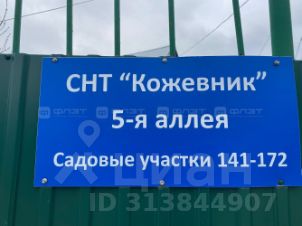 СНТ "Кожевник"
5-я аллея
Садовые участки 141-172
циан
ID 313844907